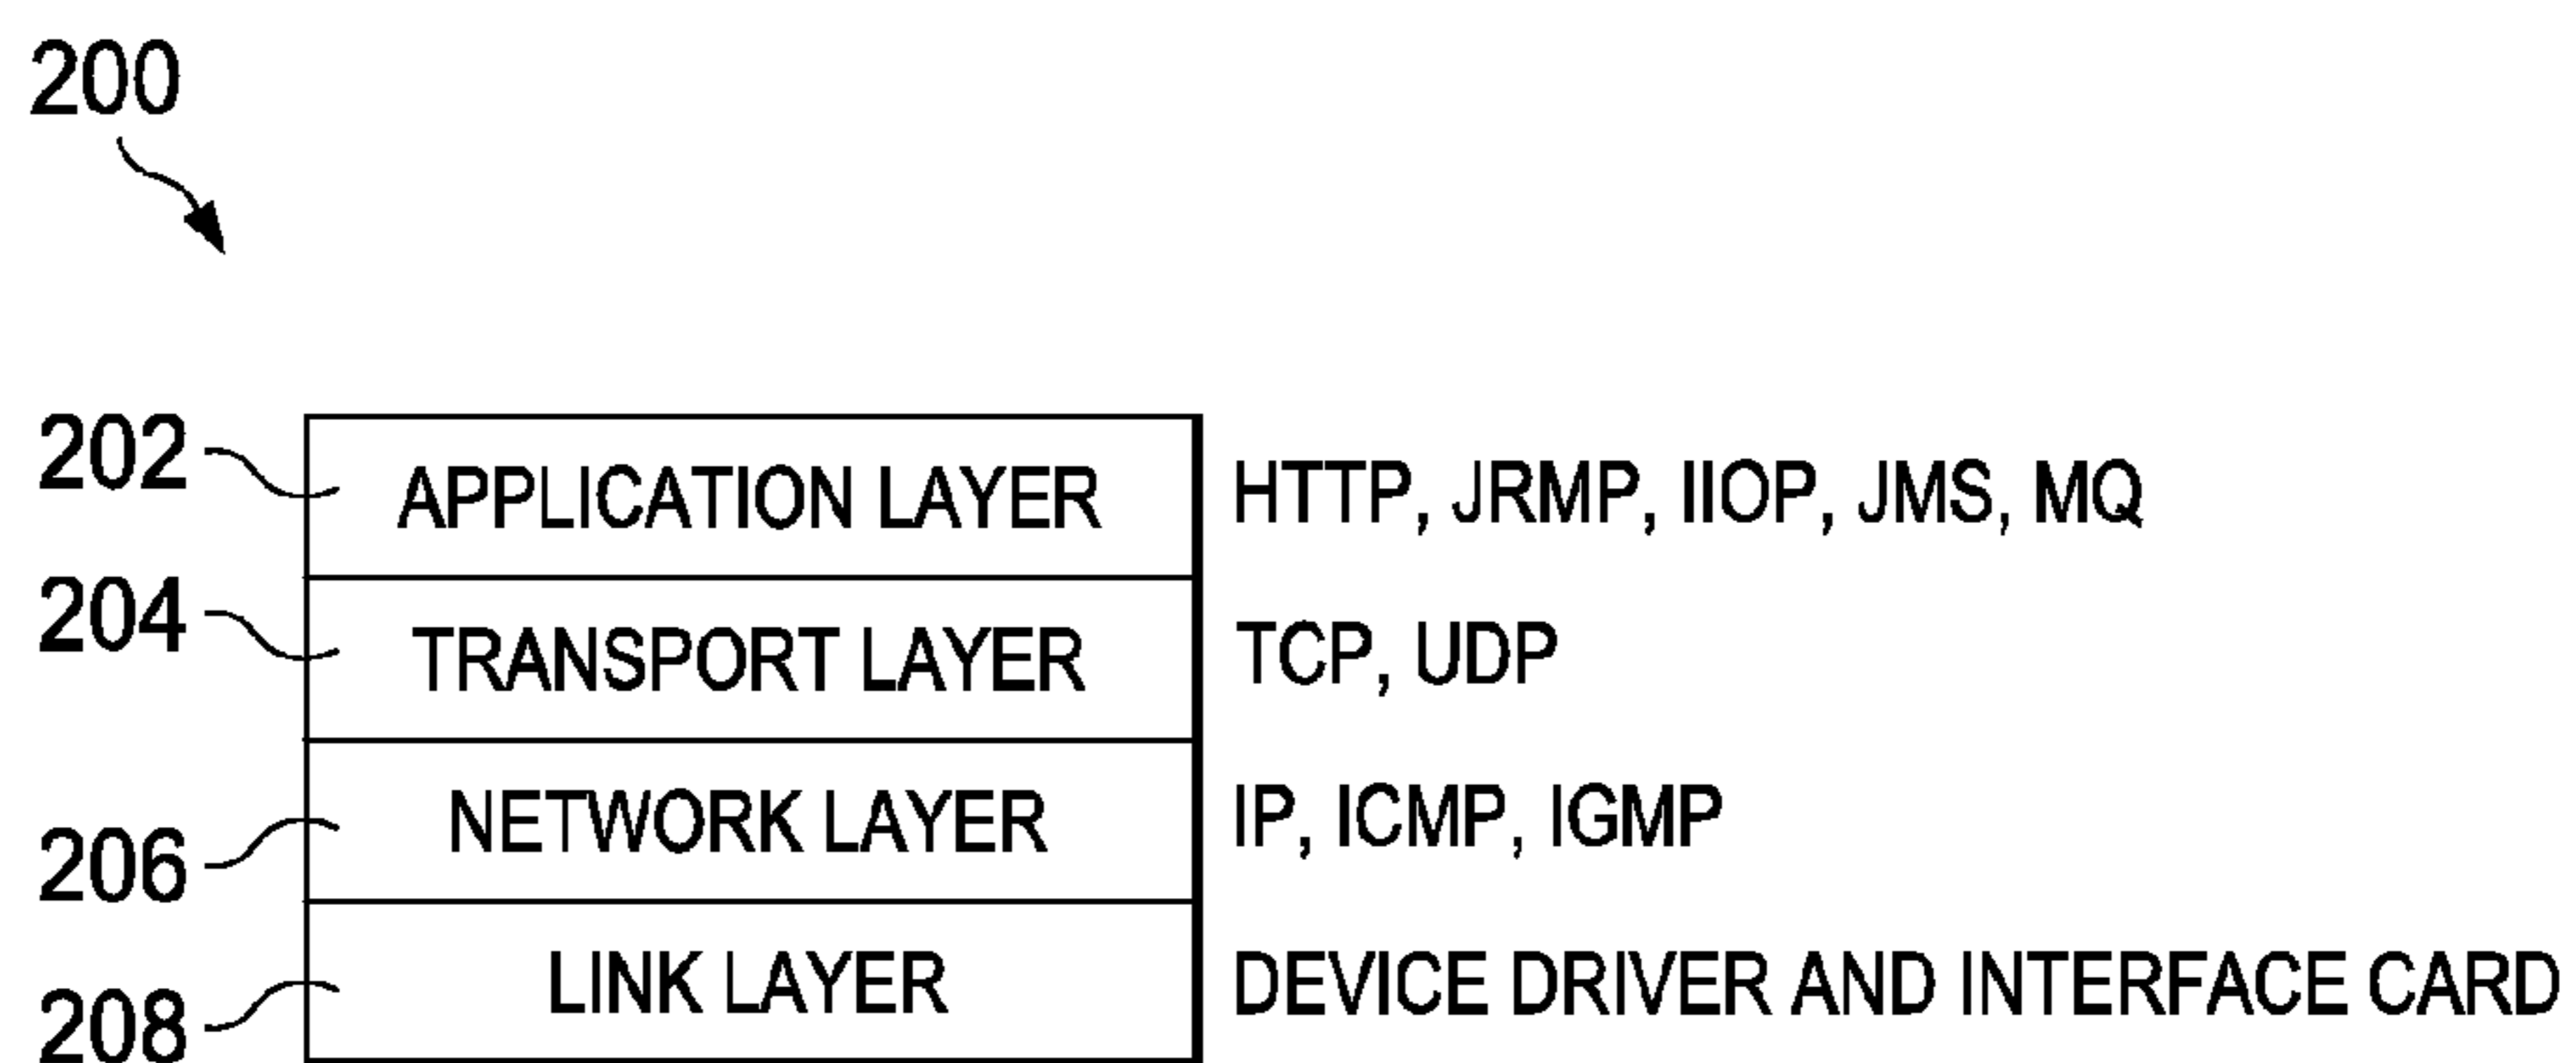 200
202 APPLICATION LAYER HTTP, JRMP, IIOP, JMS, MQ
204 TRANSPORT LAYER TCP, UDP
206 NETWORK LAYER IP, ICMP, IGMP
208 LINK LAYER DEVICE DRIVER AND INTERFACE CARD